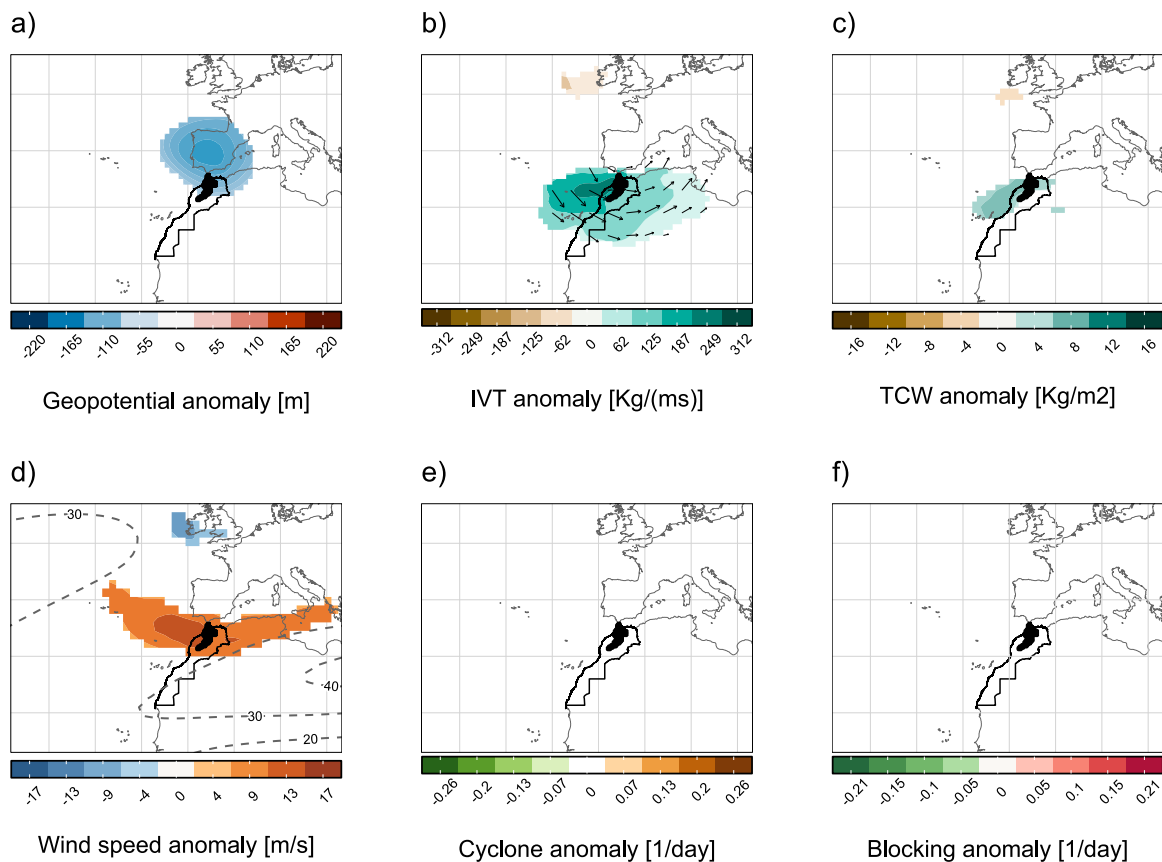 a)
b)
c)
-220 -165 -110 -55 0 55 110 165 220
-312 -249 -187 -125 -62 0 62 125 187 249 312
-16 -12 -8 -4 0 4 8 12 16
Geopotential anomaly [m]
IVT anomaly [Kg/(ms)]
TCW anomaly [Kg/m2]
d)
e)
f)
-30
-40
-30
20
-17 -13 -9 -4 0 4 9 13 17
-0.26 -0.2 -0.13 -0.07 0 0.07 0.13 0.2 0.26
-0.21 -0.15 -0.1 -0.05 0 0.05 0.1 0.15 0.21
Wind speed anomaly [m/s]
Cyclone anomaly [1/day]
Blocking anomaly [1/day]